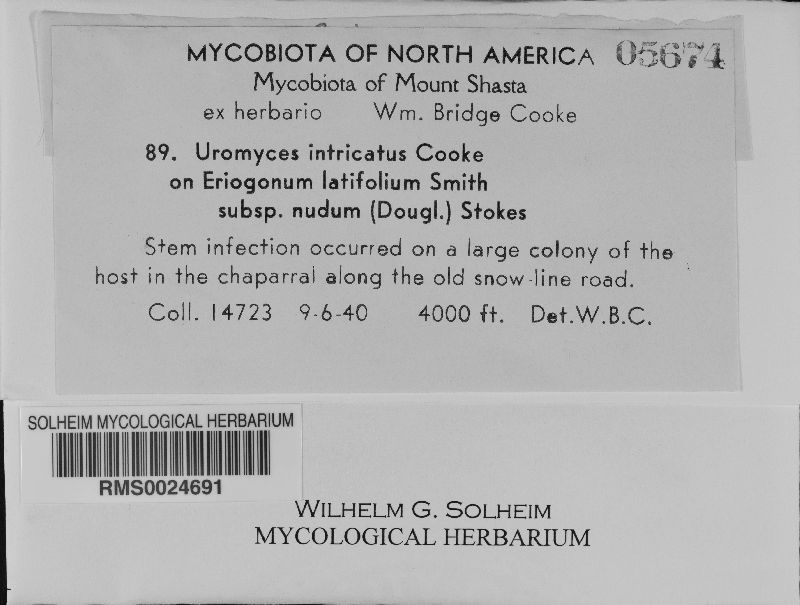 MYCOBIOTA OF NORTH AMERICA 05674
Mycobiota of Mount Shasta
ex herbario Wm. Bridge Cooke
89. Uromyces intricatus Cooke
on Eriogonum latifolium Smith
subsp. nudum (Dougl.) Stokes
Stem infection occurred on a large colony of the
host in the chaparral along the old snow-line road.
Coll. 14723 9-6-40 4000 ft. Det.W.B.C.
SOLHEIM MYCOLOGICAL HERBARIUM
RMS0024691
WILHELM G. SOLHEIM
MYCOLOGICAL HERBARIUM